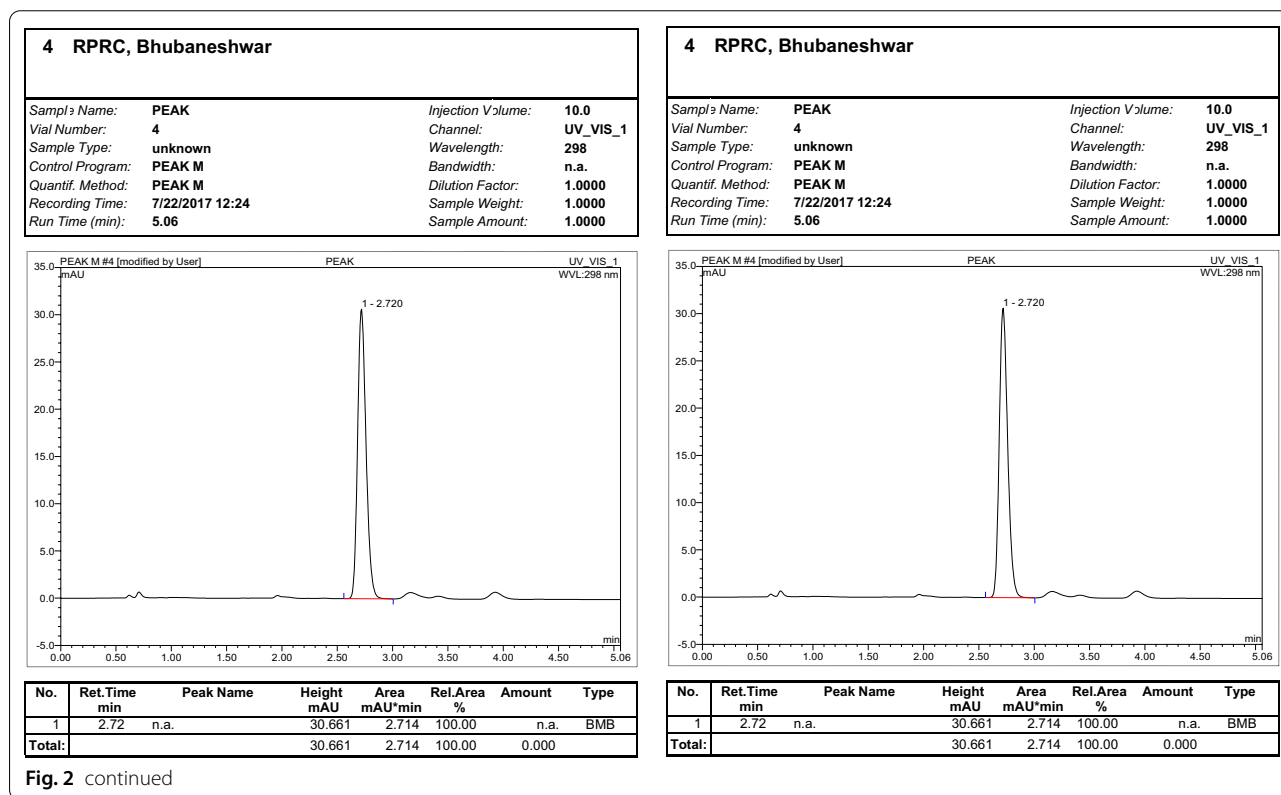 4 RPRC, Bhubaneshwar
Sample Name: PEAK Injection Volume: 10.0
Vial Number: 4 Channel: UV_VIS_1
Sample Type: unknown Wavelength: 298
Control Program: PEAK M Bandwidth: n.a.
Quantif. Method: PEAK M Dilution Factor: 1.0000
Recording Time: 7/22/2017 12:24 Sample Weight: 1.0000
Run Time (min): 5.06 Sample Amount: 1.0000
PEAK M #4 [modified by User] PEAK UV_VIS_1
mAU WVL:298 nm
35.0
1 - 2.720
30.0
25.0
20.0
15.0
10.0
5.0
0.0
-5.0
min
0.00 0.50 1.00 1.50 2.00 2.50 3.00 3.50 4.00 4.50 5.06
No. Ret.Time Peak Name Height Area Rel.Area Amount Type
min mAU mAU*min %
1 2.72 n.a. 30.661 2.714 100.00 n.a. BMB
Total: 30.661 2.714 100.00 0.000
4 RPRC, Bhubaneshwar
Sample Name: PEAK Injection Volume: 10.0
Vial Number: 4 Channel: UV_VIS_1
Sample Type: unknown Wavelength: 298
Control Program: PEAK M Bandwidth: n.a.
Quantif. Method: PEAK M Dilution Factor: 1.0000
Recording Time: 7/22/2017 12:24 Sample Weight: 1.0000
Run Time (min): 5.06 Sample Amount: 1.0000
PEAK M #4 [modified by User] PEAK UV_VIS_1
mAU WVL:298 nm
35.0
1 - 2.720
30.0
25.0
20.0
15.0
10.0
5.0
0.0
-5.0
min
0.00 0.50 1.00 1.50 2.00 2.50 3.00 3.50 4.00 4.50 5.06
No. Ret.Time Peak Name Height Area Rel.Area Amount Type
min mAU mAU*min %
1 2.72 n.a. 30.661 2.714 100.00 n.a. BMB
Total: 30.661 2.714 100.00 0.000
Fig. 2 continued